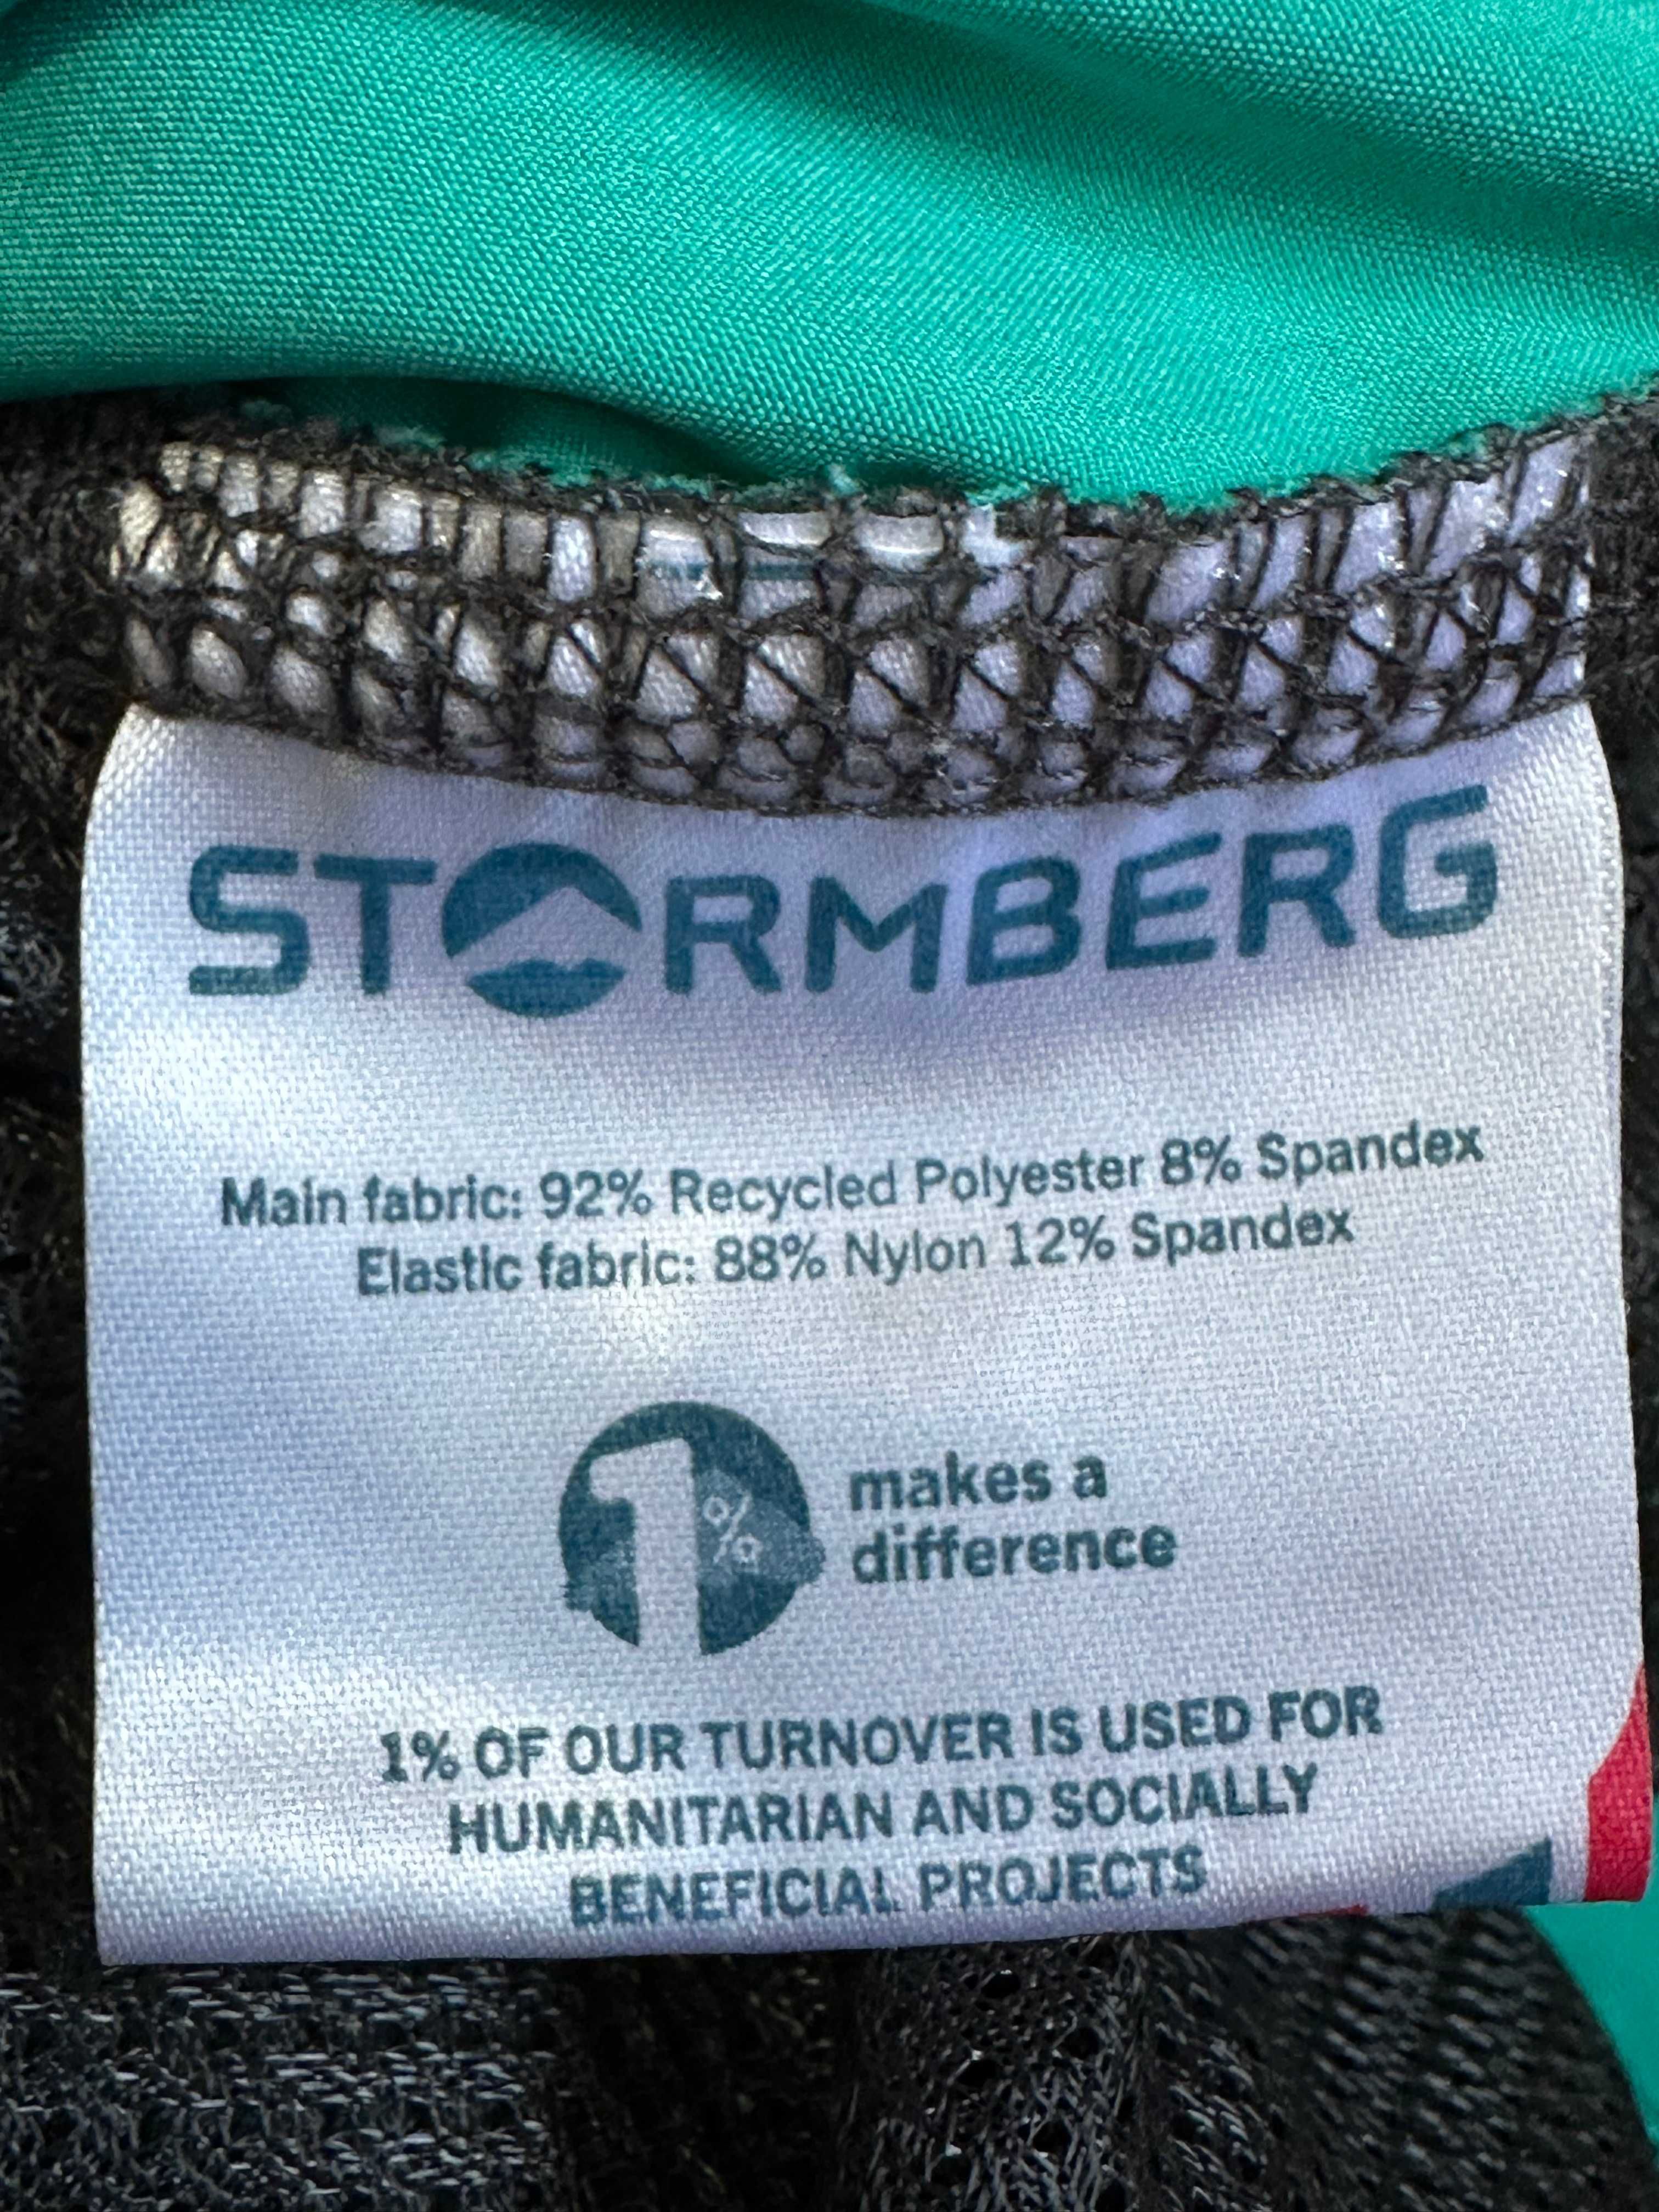 STORMBERG
Main fabric: 92% Recycled Polyester 8% Spandex
Elastic fabric: 88% Nylon 12% Spandex
1%
makes a
difference
1% OF OUR TURNOVER IS USED FOR
HUMANITARIAN AND SOCIALLY
BENEFICIAL PROJECTS